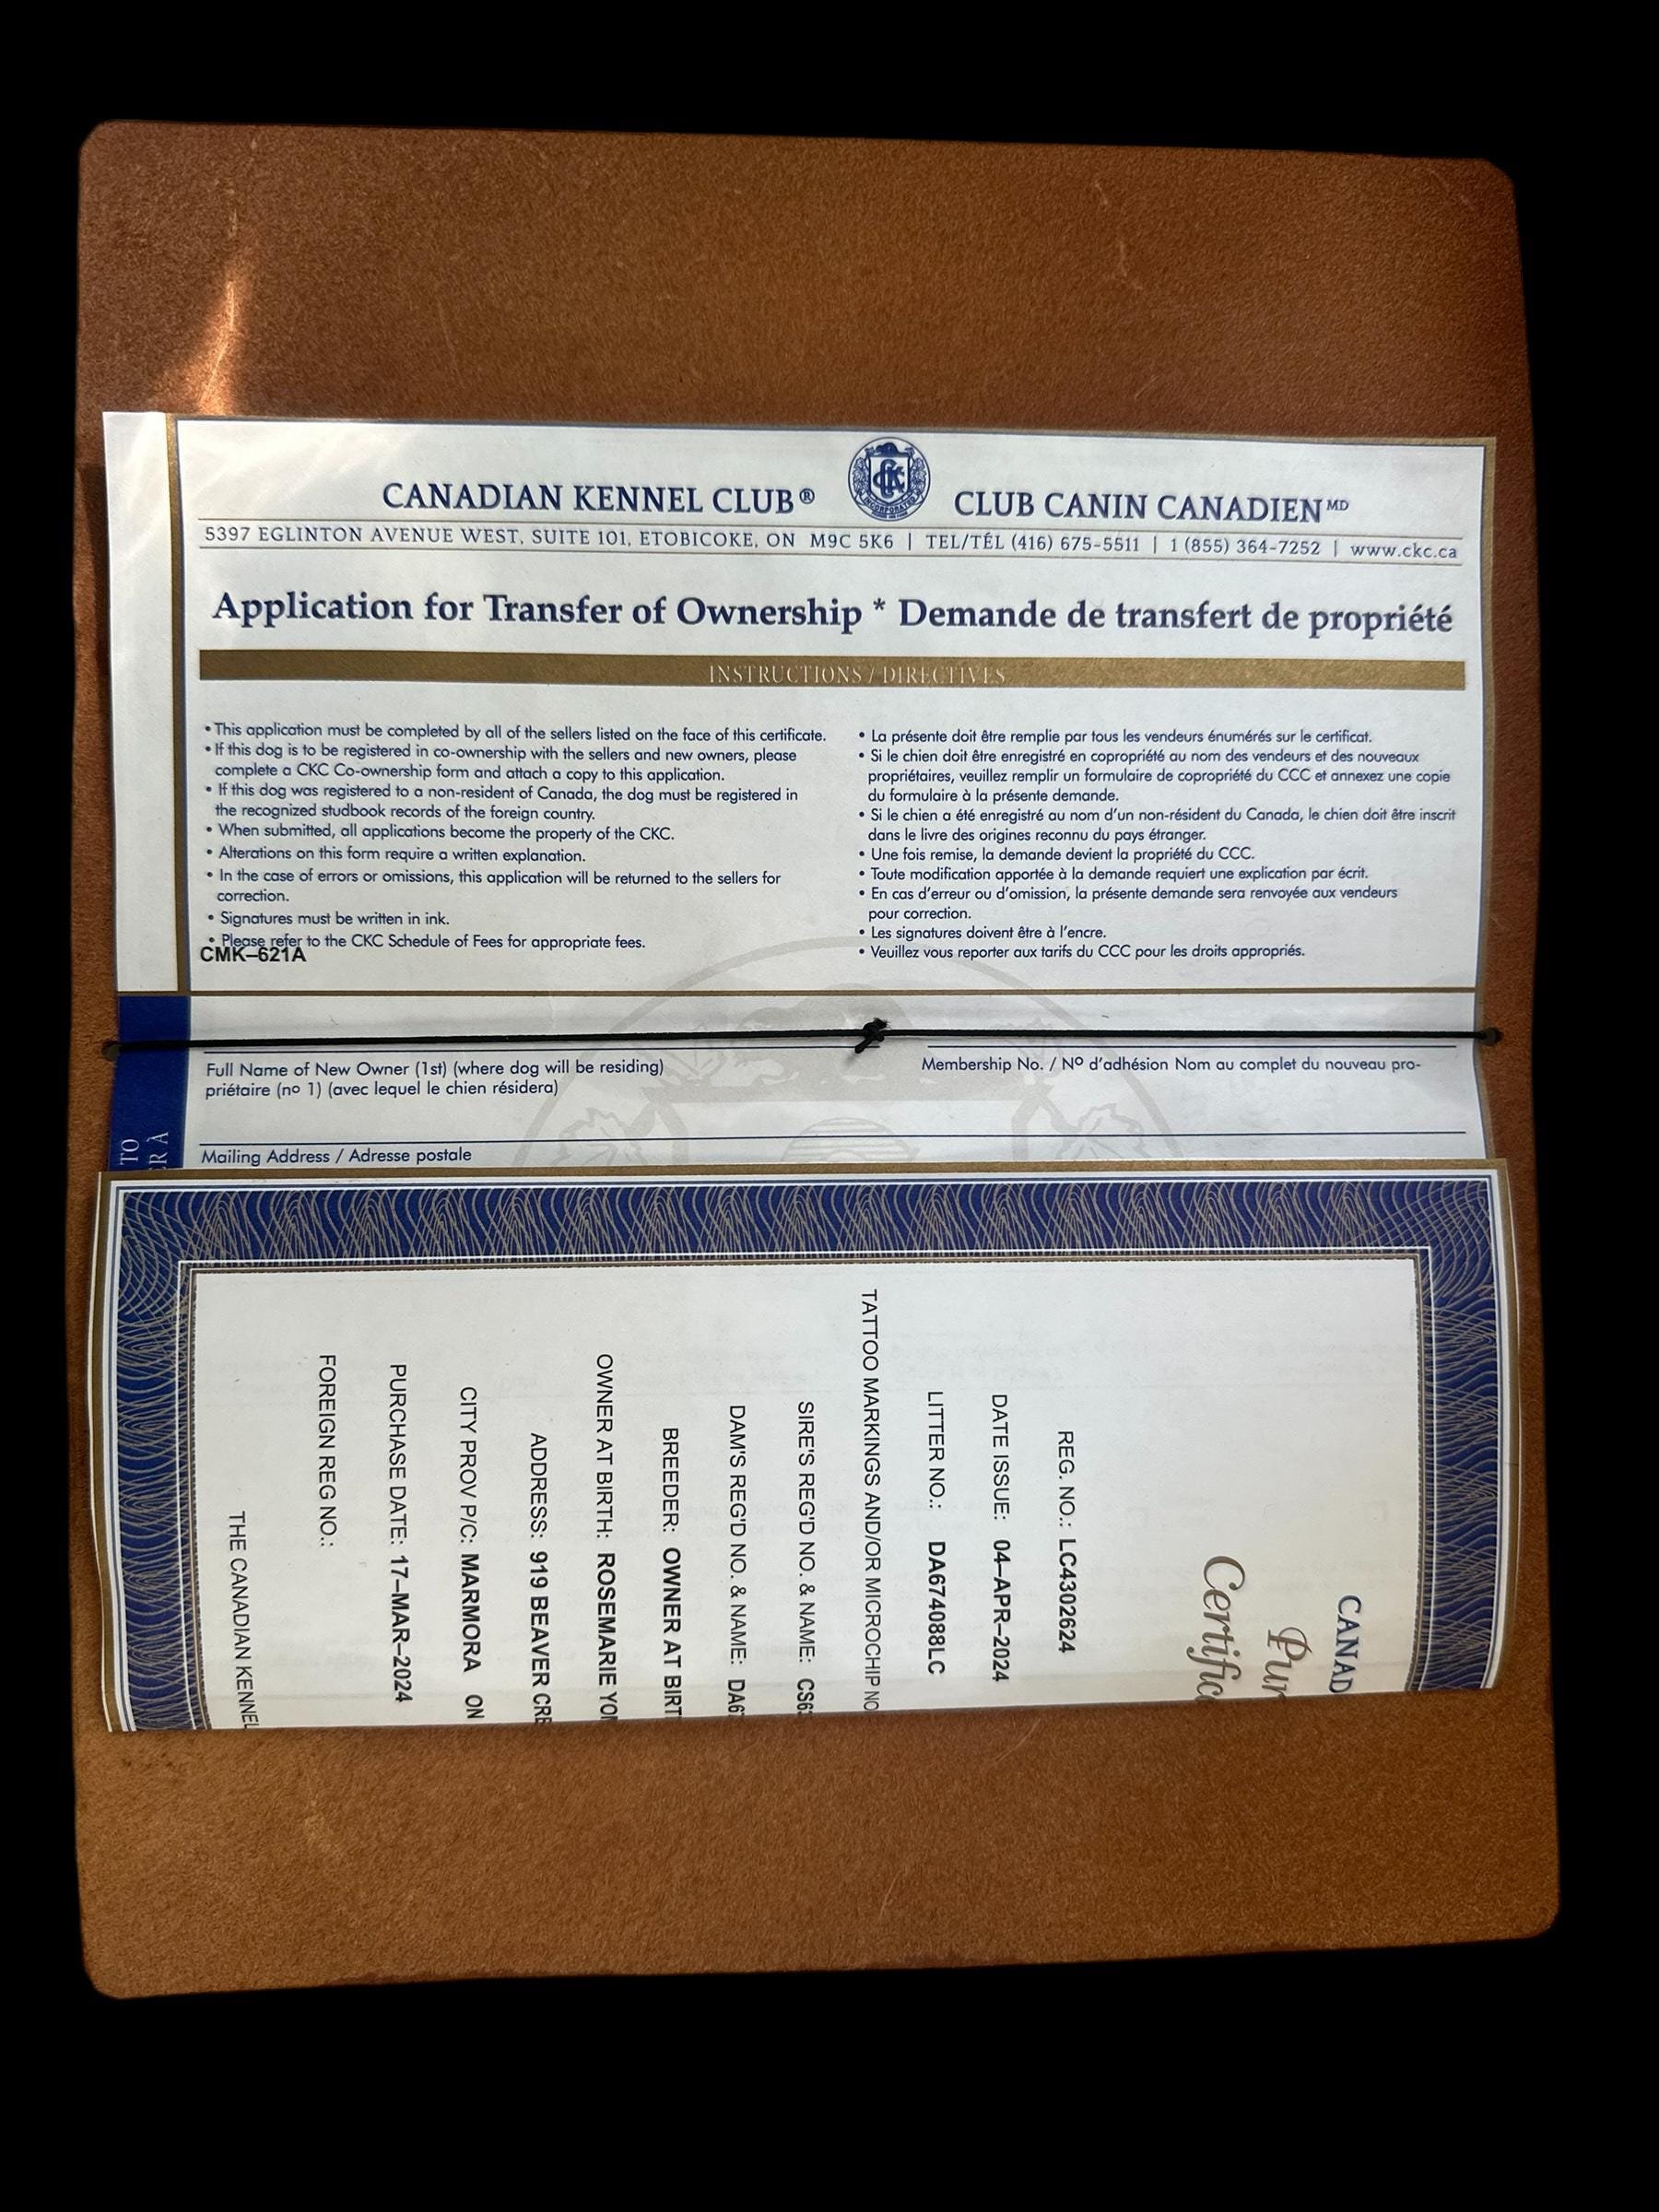 CANADIAN KENNEL CLUB® CLUB CANIN CANADIEN MD
5397 EGLINTON AVENUE WEST, SUITE 101, ETOBICOKE, ON M9C 5K6 | TEL/TÉL (416) 675-5511 | 1 (855) 364-7252 | www.ckc.ca
Application for Transfer of Ownership * Demande de transfert de propriété
INSTRUCTIONS / DIRECTIVES
• This application must be completed by all of the sellers listed on the face of this certificate.
• If this dog is to be registered in co-ownership with the sellers and new owners, please
complete a CKC Co-ownership form and attach a copy to this application.
• If this dog was registered to a non-resident of Canada, the dog must be registered in
the recognized studbook records of the foreign country.
• When submitted, all applications become the property of the CKC.
• Alterations on this form require a written explanation.
• In the case of errors or omissions, this application will be returned to the sellers for
correction.
• Signatures must be written in ink.
• Please refer to the CKC Schedule of Fees for appropriate fees.
CMK–621A
• La présente doit être remplie par tous les vendeurs énumérés sur le certificat.
• Si le chien doit être enregistré en copropriété au nom des vendeurs et des nouveaux
propriétaires, veuillez remplir un formulaire de copropriété du CCC et annexez une copie
du formulaire à la présente demande.
• Si le chien a été enregistré au nom d'un non-résident du Canada, le chien doit être inscrit
dans le livre des origines reconnu du pays étranger.
• Une fois remise, la demande devient la propriété du CCC.
• Toute modification apportée à la demande requiert une explication par écrit.
• En cas d'erreur ou d'omission, la présente demande sera renvoyée aux vendeurs
pour correction.
• Les signatures doivent être à l'encre.
• Veuillez vous reporter aux tarifs du CCC pour les droits appropriés.
Full Name of New Owner (1st) (where dog will be residing) Membership No. / Nº d'adhésion Nom au complet du nouveau pro-
priétaire (no 1) (avec lequel le chien résidera)
Mailing Address / Adresse postale
TO
R À
CANAD
Pur
Certific
REG. NO.: LC4302624
DATE ISSUE: 04–APR–2024
LITTER NO.: DA674088LC
TATTOO MARKINGS AND/OR MICROCHIP NO
SIRE'S REG'D NO. & NAME: CS6
DAM'S REG'D NO. & NAME: DA6
BREEDER: OWNER AT BIRT
OWNER AT BIRTH: ROSEMARIE YO
ADDRESS: 919 BEAVER CRE
CITY PROV P/C: MARMORA ON
PURCHASE DATE: 17–MAR–2024
FOREIGN REG NO.:
THE CANADIAN KENNEL